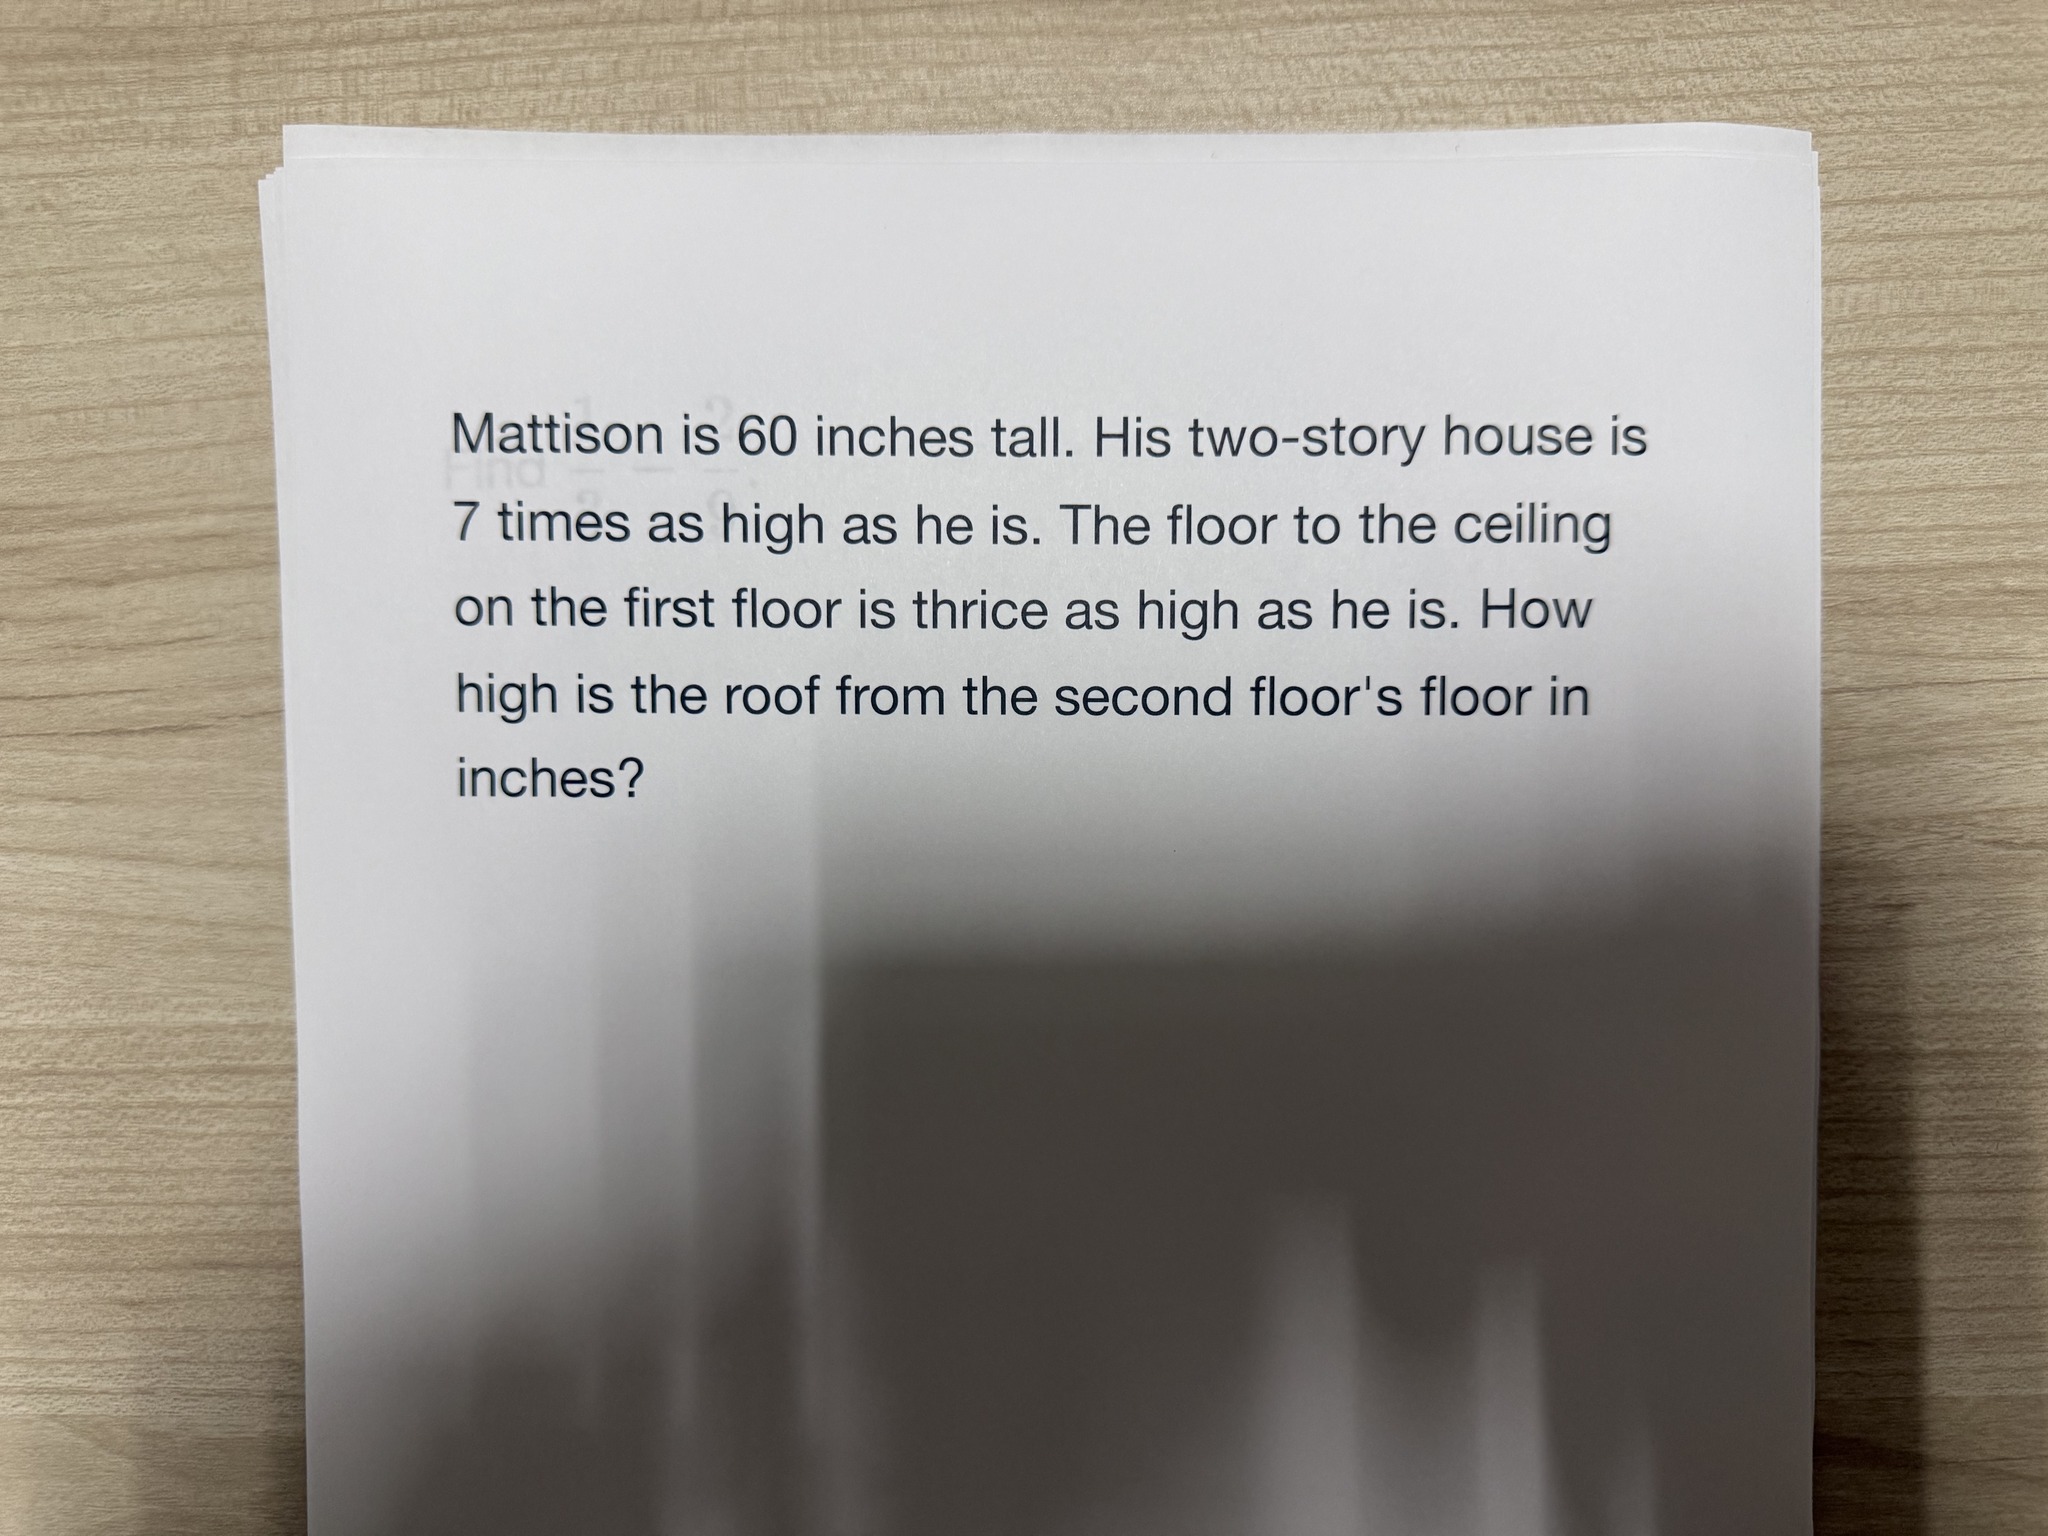 Mattison is 60 inches tall. His two-story house is
7 times as high as he is. The floor to the ceiling
on the first floor is thrice as high as he is. How
high is the roof from the second floor's floor in
inches?
Find